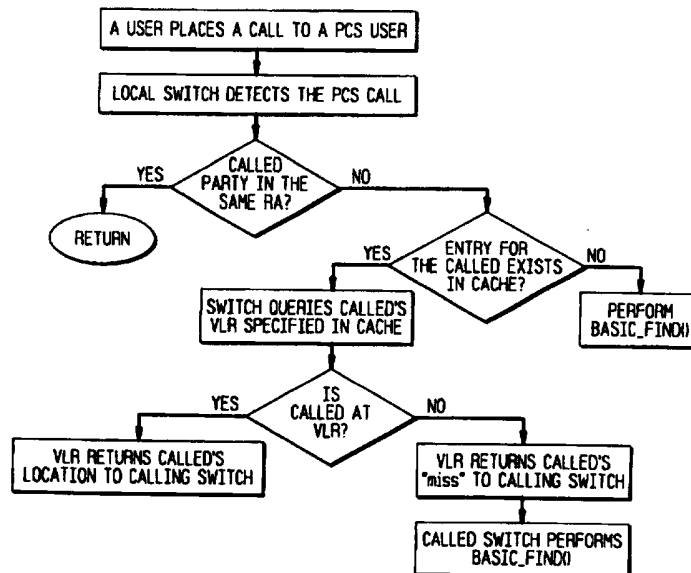 A USER PLACES A CALL TO A PCS USER
LOCAL SWITCH DETECTS THE PCS CALL
YES
CALLED
PARTY IN THE
SAME RA?
NO
RETURN
YES
ENTRY FOR
THE CALLED EXISTS
IN CACHE?
NO
SWITCH QUERIES CALLED'S
VLR SPECIFIED IN CACHE
PERFORM
BASIC_FIND()
YES
IS
CALLED AT
VLR?
NO
VLR RETURNS CALLED'S
LOCATION TO CALLING SWITCH
VLR RETURNS CALLED'S
"miss" TO CALLING SWITCH
CALLED SWITCH PERFORMS
BASIC_FIND()